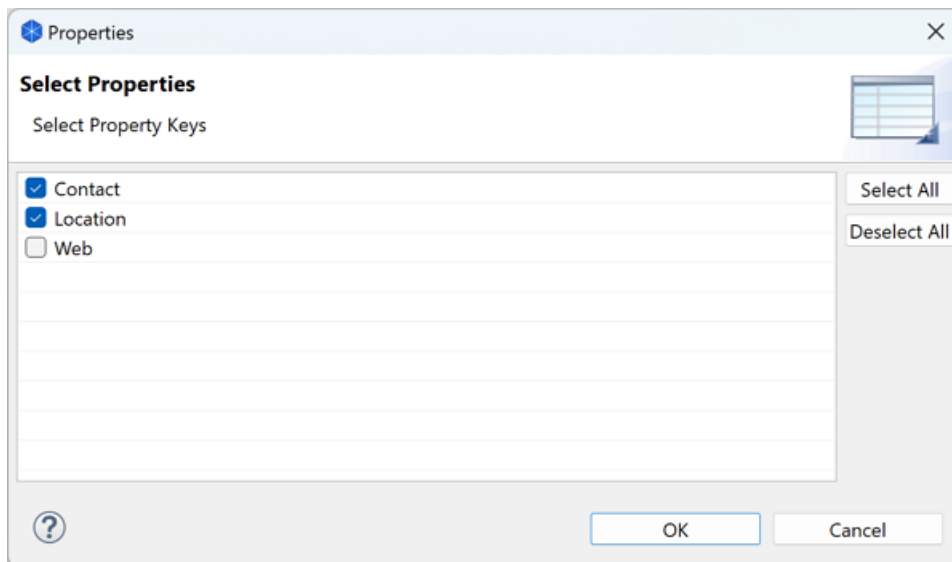 Properties
Select Properties
Select Property Keys
Contact
Select All
Location
Deselect All
Web
?
OK
Cancel